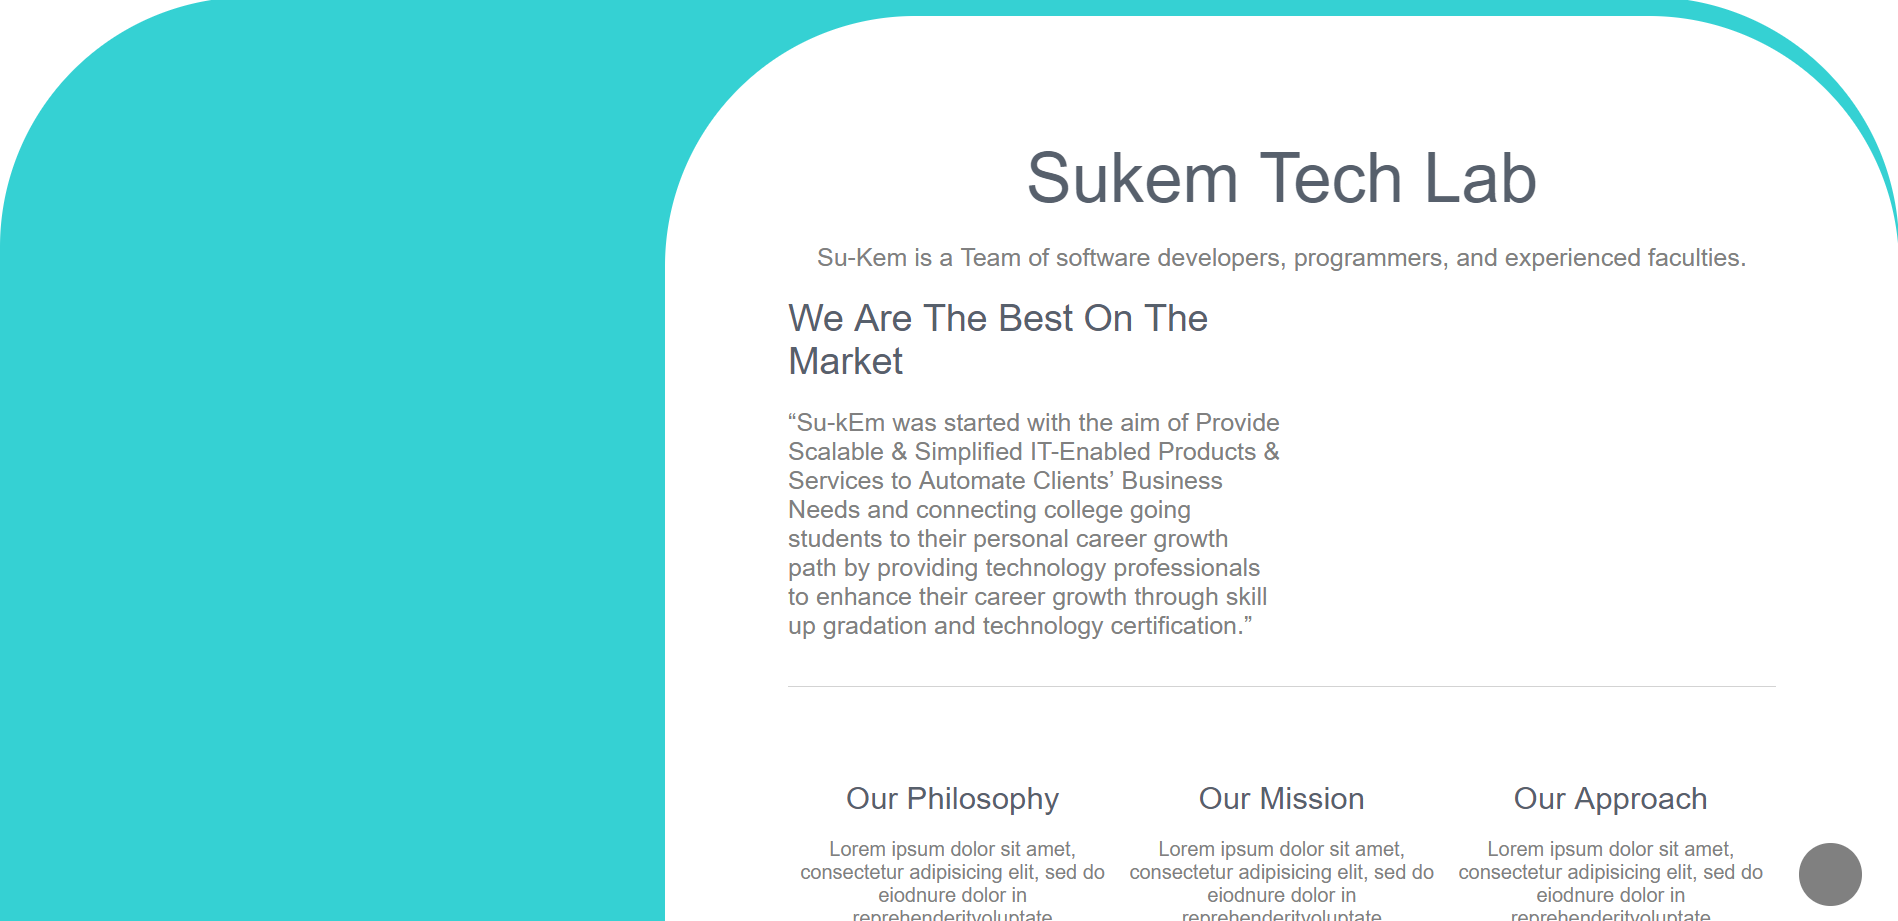 Sukem Tech Lab
Su-Kem is a Team of software developers, programmers, and experienced faculties.
We Are The Best On The
Market
“Su-kEm was started with the aim of Provide
Scalable & Simplified IT-Enabled Products &
Services to Automate Clients’ Business
Needs and connecting college going
students to their personal career growth
path by providing technology professionals
to enhance their career growth through skill
up gradation and technology certification.”
Our Philosophy
Lorem ipsum dolor sit amet,
consectetur adipisicing elit, sed do
eiodnure dolor in
reprehenderitvoluptate
Our Mission
Lorem ipsum dolor sit amet,
consectetur adipisicing elit, sed do
eiodnure dolor in
reprehenderitvoluptate
Our Approach
Lorem ipsum dolor sit amet,
consectetur adipisicing elit, sed do
eiodnure dolor in
reprehenderitvoluptate